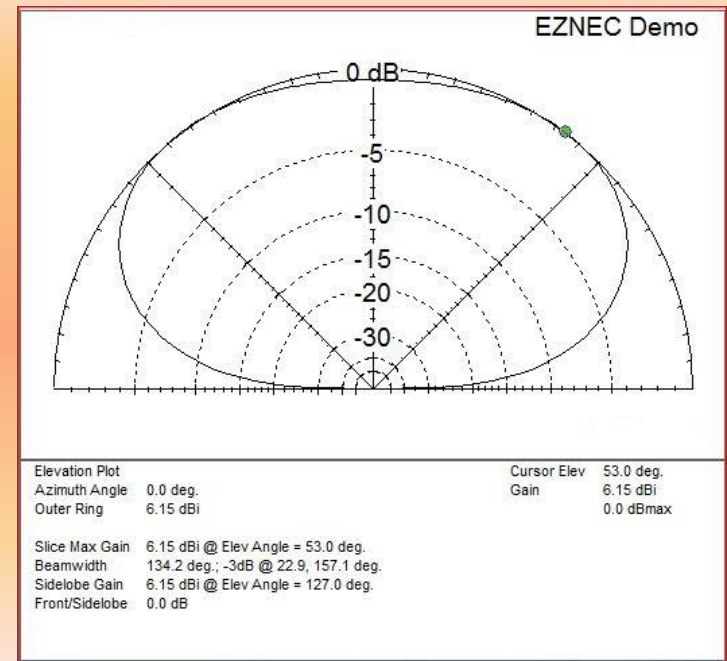 EZNEC Demo
0 dB
-5
-10
-15
-20
-30
Elevation Plot
Azimuth Angle 0.0 deg.
Outer Ring 6.15 dBi
Cursor Elev 53.0 deg.
Gain 6.15 dBi
0.0 dBmax
Slice Max Gain 6.15 dBi @ Elev Angle = 53.0 deg.
Beamwidth 134.2 deg.; -3dB @ 22.9, 157.1 deg.
Sidelobe Gain 6.15 dBi @ Elev Angle = 127.0 deg.
Front/Sidelobe 0.0 dB